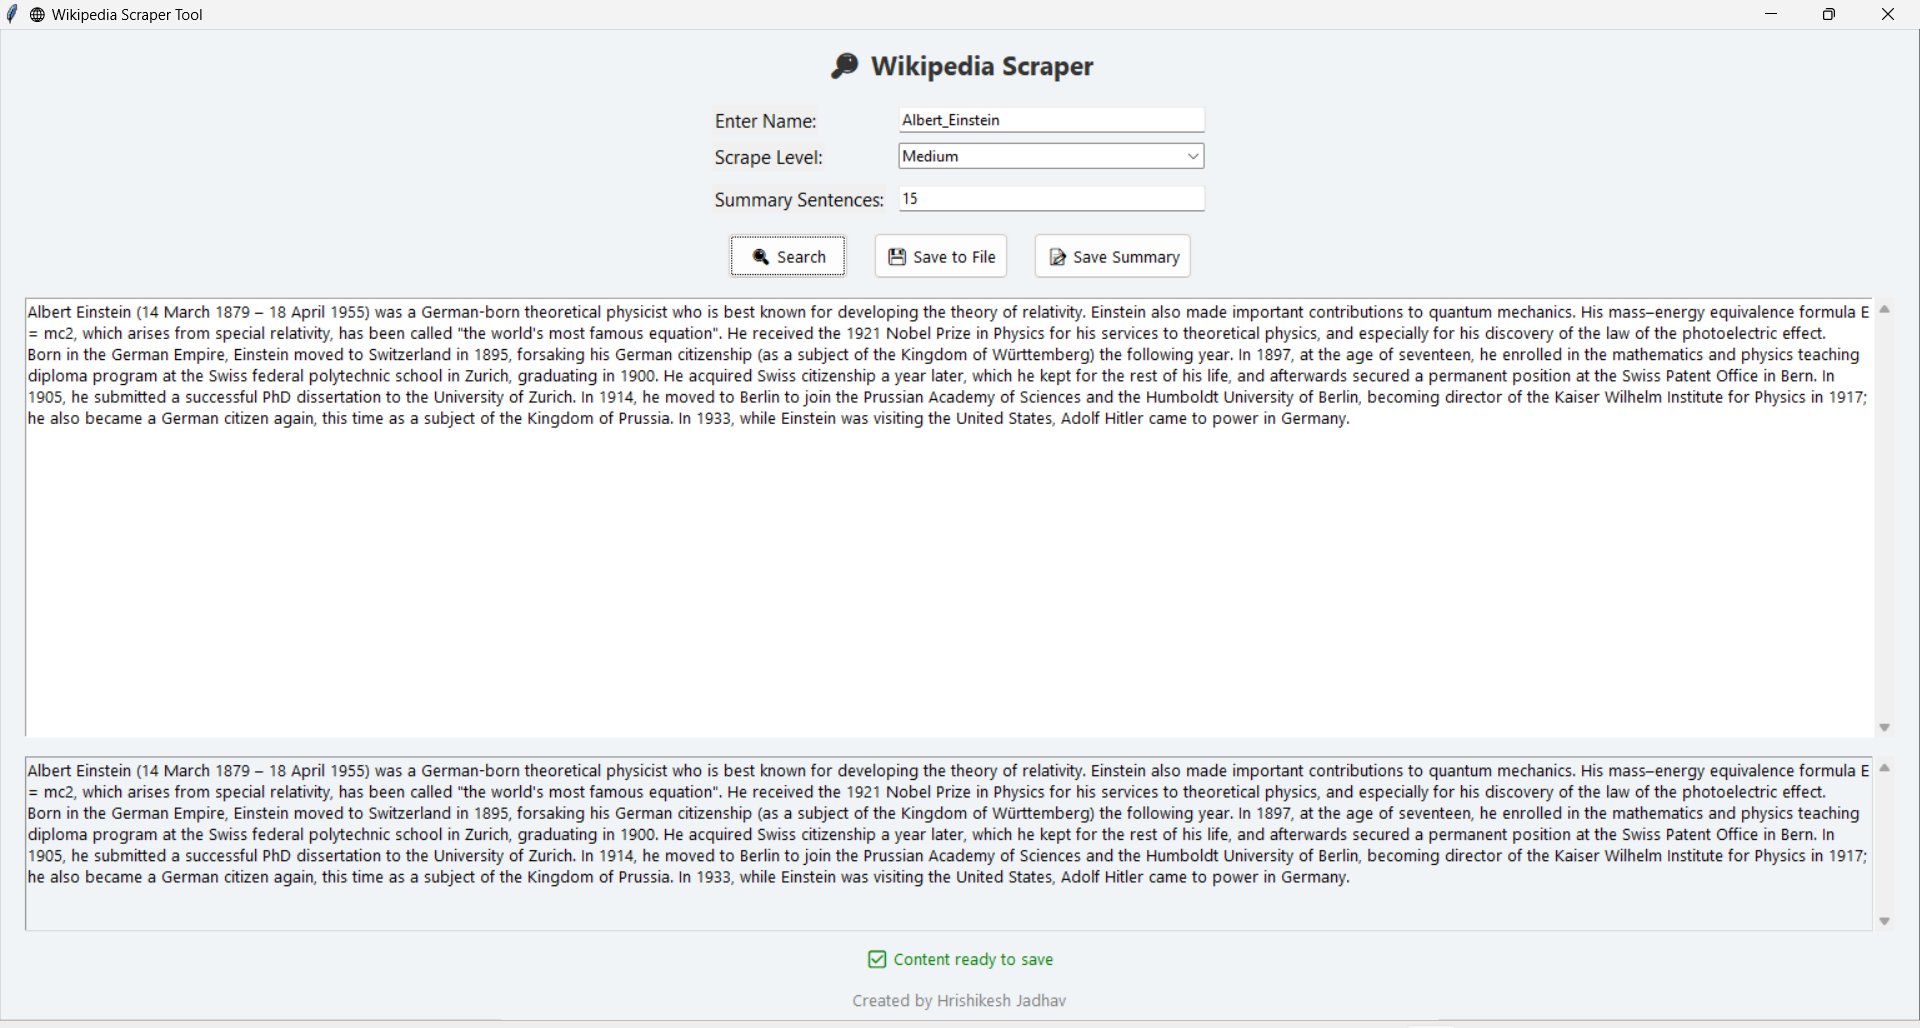 Wikipedia Scraper Tool
Wikipedia Scraper
Enter Name: Albert_Einstein
Scrape Level: Medium
Summary Sentences: 15
Search Save to File Save Summary
Albert Einstein (14 March 1879 – 18 April 1955) was a German-born theoretical physicist who is best known for developing the theory of relativity. Einstein also made important contributions to quantum mechanics. His mass–energy equivalence formula E
= mc2, which arises from special relativity, has been called "the world's most famous equation". He received the 1921 Nobel Prize in Physics for his services to theoretical physics, and especially for his discovery of the law of the photoelectric effect.
Born in the German Empire, Einstein moved to Switzerland in 1895, forsaking his German citizenship (as a subject of the Kingdom of Württemberg) the following year. In 1897, at the age of seventeen, he enrolled in the mathematics and physics teaching
diploma program at the Swiss federal polytechnic school in Zurich, graduating in 1900. He acquired Swiss citizenship a year later, which he kept for the rest of his life, and afterwards secured a permanent position at the Swiss Patent Office in Bern. In
1905, he submitted a successful PhD dissertation to the University of Zurich. In 1914, he moved to Berlin to join the Prussian Academy of Sciences and the Humboldt University of Berlin, becoming director of the Kaiser Wilhelm Institute for Physics in 1917;
he also became a German citizen again, this time as a subject of the Kingdom of Prussia. In 1933, while Einstein was visiting the United States, Adolf Hitler came to power in Germany.
Albert Einstein (14 March 1879 – 18 April 1955) was a German-born theoretical physicist who is best known for developing the theory of relativity. Einstein also made important contributions to quantum mechanics. His mass–energy equivalence formula E
= mc2, which arises from special relativity, has been called "the world's most famous equation". He received the 1921 Nobel Prize in Physics for his services to theoretical physics, and especially for his discovery of the law of the photoelectric effect.
Born in the German Empire, Einstein moved to Switzerland in 1895, forsaking his German citizenship (as a subject of the Kingdom of Württemberg) the following year. In 1897, at the age of seventeen, he enrolled in the mathematics and physics teaching
diploma program at the Swiss federal polytechnic school in Zurich, graduating in 1900. He acquired Swiss citizenship a year later, which he kept for the rest of his life, and afterwards secured a permanent position at the Swiss Patent Office in Bern. In
1905, he submitted a successful PhD dissertation to the University of Zurich. In 1914, he moved to Berlin to join the Prussian Academy of Sciences and the Humboldt University of Berlin, becoming director of the Kaiser Wilhelm Institute for Physics in 1917;
he also became a German citizen again, this time as a subject of the Kingdom of Prussia. In 1933, while Einstein was visiting the United States, Adolf Hitler came to power in Germany.
Content ready to save
Created by Hrishikesh Jadhav